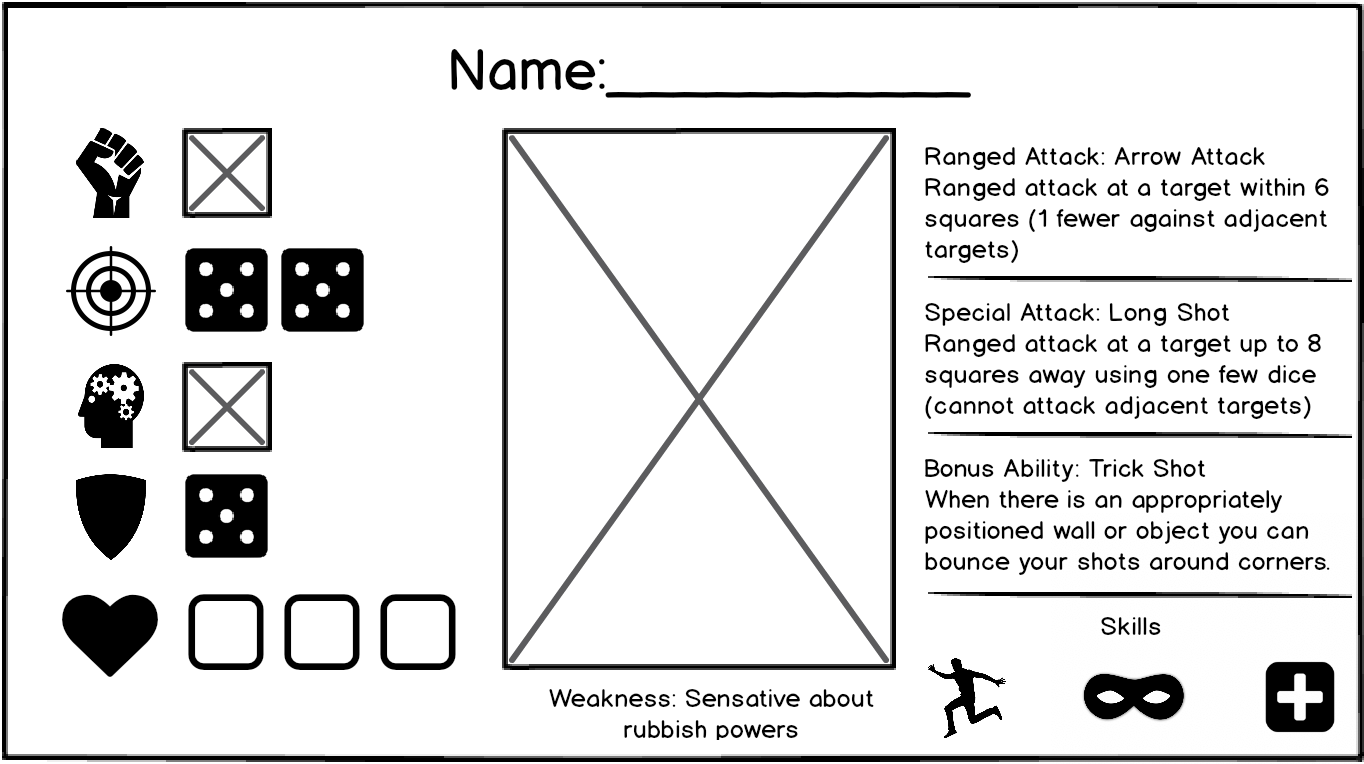 Name:
Ranged Attack: Arrow Attack
Ranged attack at a target within 6
squares (1 fewer against adjacent
targets)
Special Attack: Long Shot
Ranged attack at a target up to 8
squares away using one few dice
(cannot attack adjacent targets)
Bonus Ability: Trick Shot
When there is an appropriately
positioned wall or object you can
bounce your shots around corners.
Skills
Weakness: Sensative about
rubbish powers